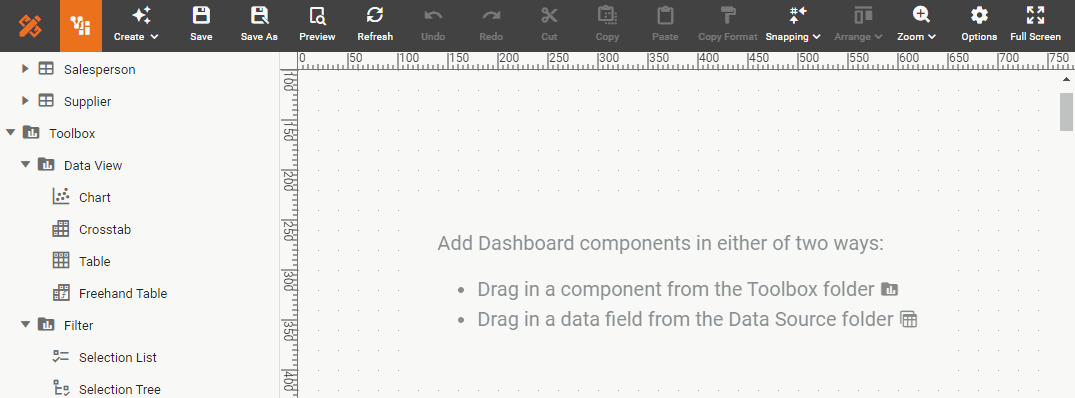 Create
Save
Save As
Preview
Refresh
Undo
Redo
Cut
Copy
Paste
Copy Format
Snapping
Arrange
Zoom
Options
Full Screen
0 50 100 150 200 250 300 350 400 450 500 550 600 650 700 750
100
150
200
250
300
350
400
Salesperson
Supplier
Toolbox
Data View
Chart
Crosstab
Table
Freehand Table
Filter
Selection List
Selection Tree
Add Dashboard components in either of two ways:
• Drag in a component from the Toolbox folder
• Drag in a data field from the Data Source folder